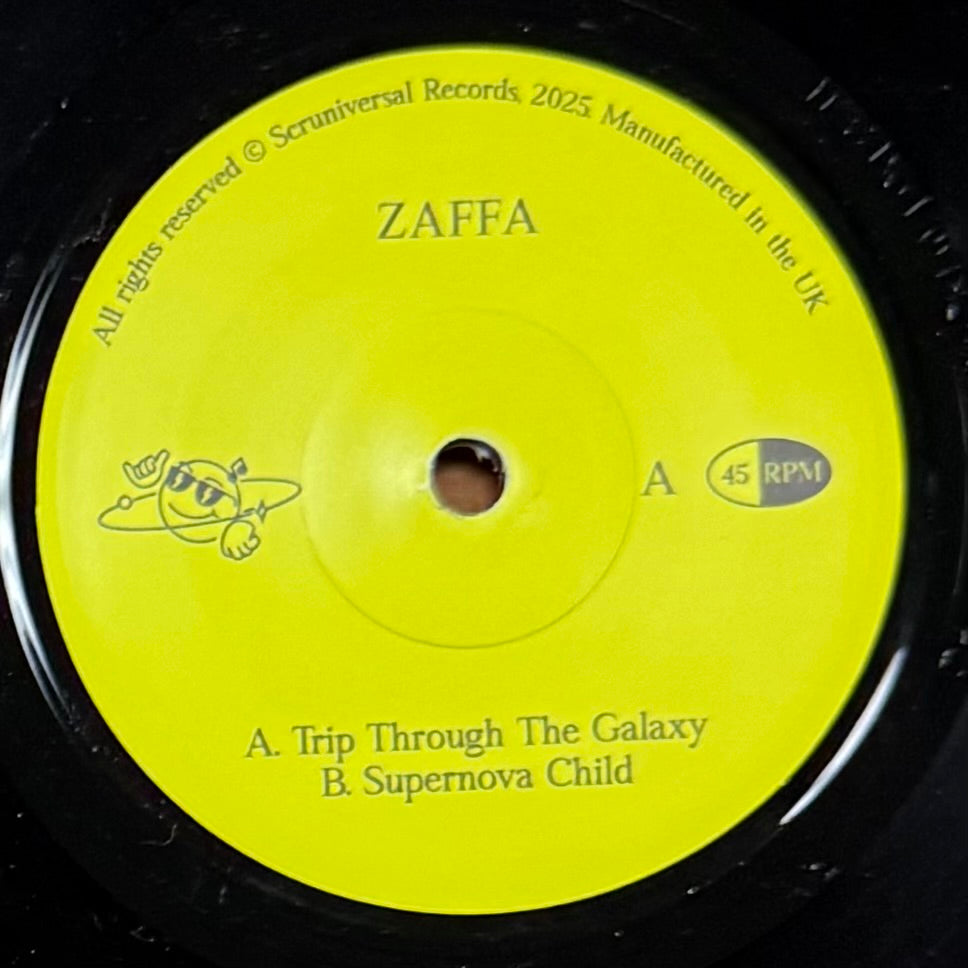 All rights reserved © Scruniversal Records, 2025. Manufactured in the UK
ZAFFA
A
45 RPM
A. Trip Through The Galaxy
B. Supernova Child